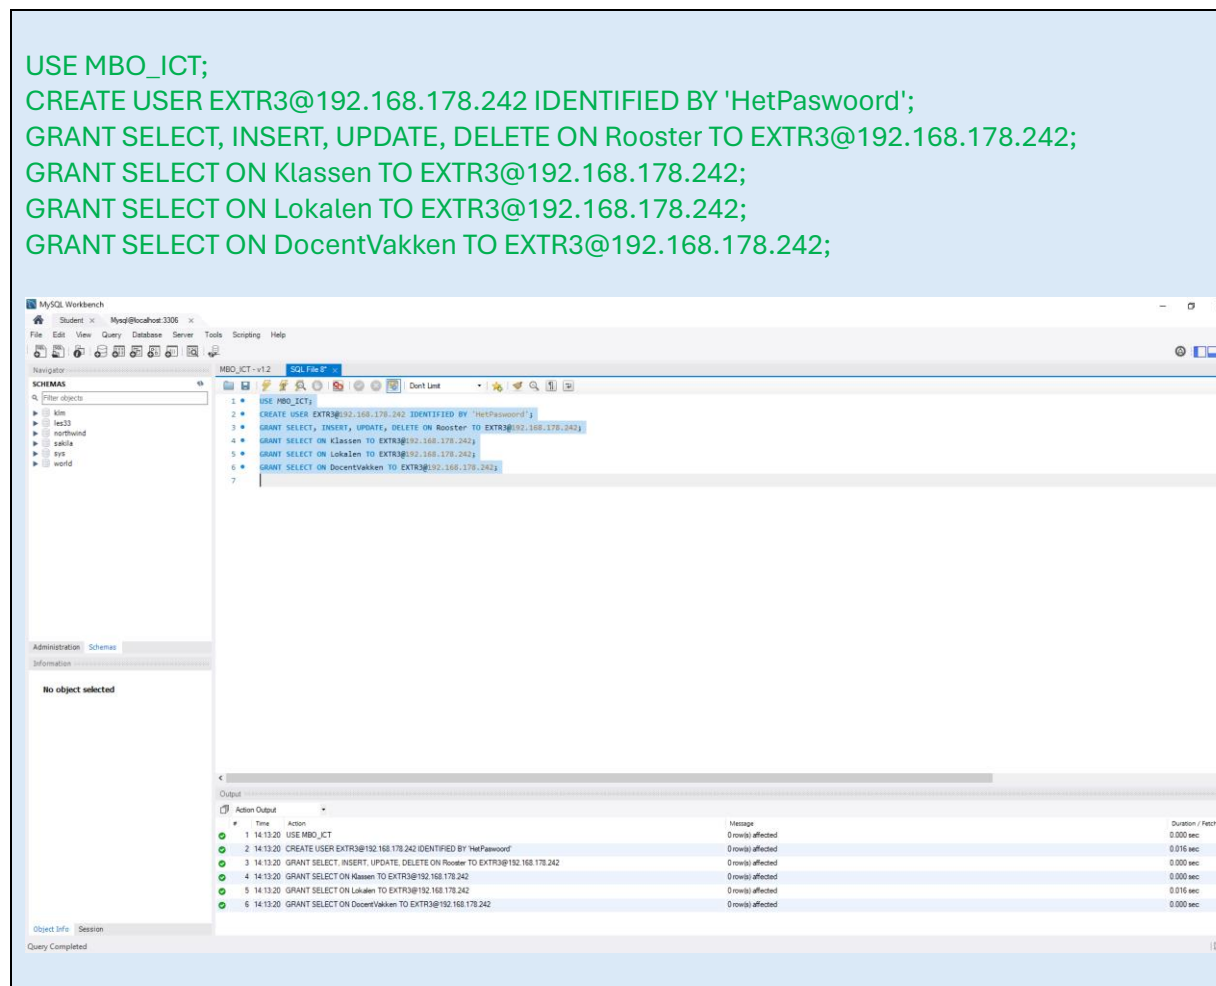 USE MBO_ICT;
CREATE USER EXTR3@192.168.178.242 IDENTIFIED BY 'HetPaswoord';
GRANT SELECT, INSERT, UPDATE, DELETE ON Rooster TO EXTR3@192.168.178.242;
GRANT SELECT ON Klassen TO EXTR3@192.168.178.242;
GRANT SELECT ON Lokalen TO EXTR3@192.168.178.242;
GRANT SELECT ON DocentVakken TO EXTR3@192.168.178.242;
MySQL Workbench
Student Mysql@localhost:3306
File Edit View Query Database Server Tools Scripting Help
Navigator
MBO_ICT - v1.2 SQL File 8*
SCHEMAS
Filter objects
Don't Limit
klm
les33
northwind
sakila
sys
world
1 USE MBO_ICT;
2 CREATE USER EXTR3@192.168.178.242 IDENTIFIED BY 'HetPaswoord';
3 GRANT SELECT, INSERT, UPDATE, DELETE ON Rooster TO EXTR3@192.168.178.242;
4 GRANT SELECT ON Klassen TO EXTR3@192.168.178.242;
5 GRANT SELECT ON Lokalen TO EXTR3@192.168.178.242;
6 GRANT SELECT ON DocentVakken TO EXTR3@192.168.178.242;
7
Administration Schemas
Information
No object selected
Output
Action Output
# Time Action Message Duration / Fetch
1 14:13:20 USE MBO_ICT 0 row(s) affected 0.000 sec
2 14:13:20 CREATE USER EXTR3@192.168.178.242 IDENTIFIED BY 'HetPaswoord' 0 row(s) affected 0.016 sec
3 14:13:20 GRANT SELECT, INSERT, UPDATE, DELETE ON Rooster TO EXTR3@192.168.178.242 0 row(s) affected 0.000 sec
4 14:13:20 GRANT SELECT ON Klassen TO EXTR3@192.168.178.242 0 row(s) affected 0.000 sec
5 14:13:20 GRANT SELECT ON Lokalen TO EXTR3@192.168.178.242 0 row(s) affected 0.016 sec
6 14:13:20 GRANT SELECT ON DocentVakken TO EXTR3@192.168.178.242 0 row(s) affected 0.000 sec
Object Info Session
Query Completed